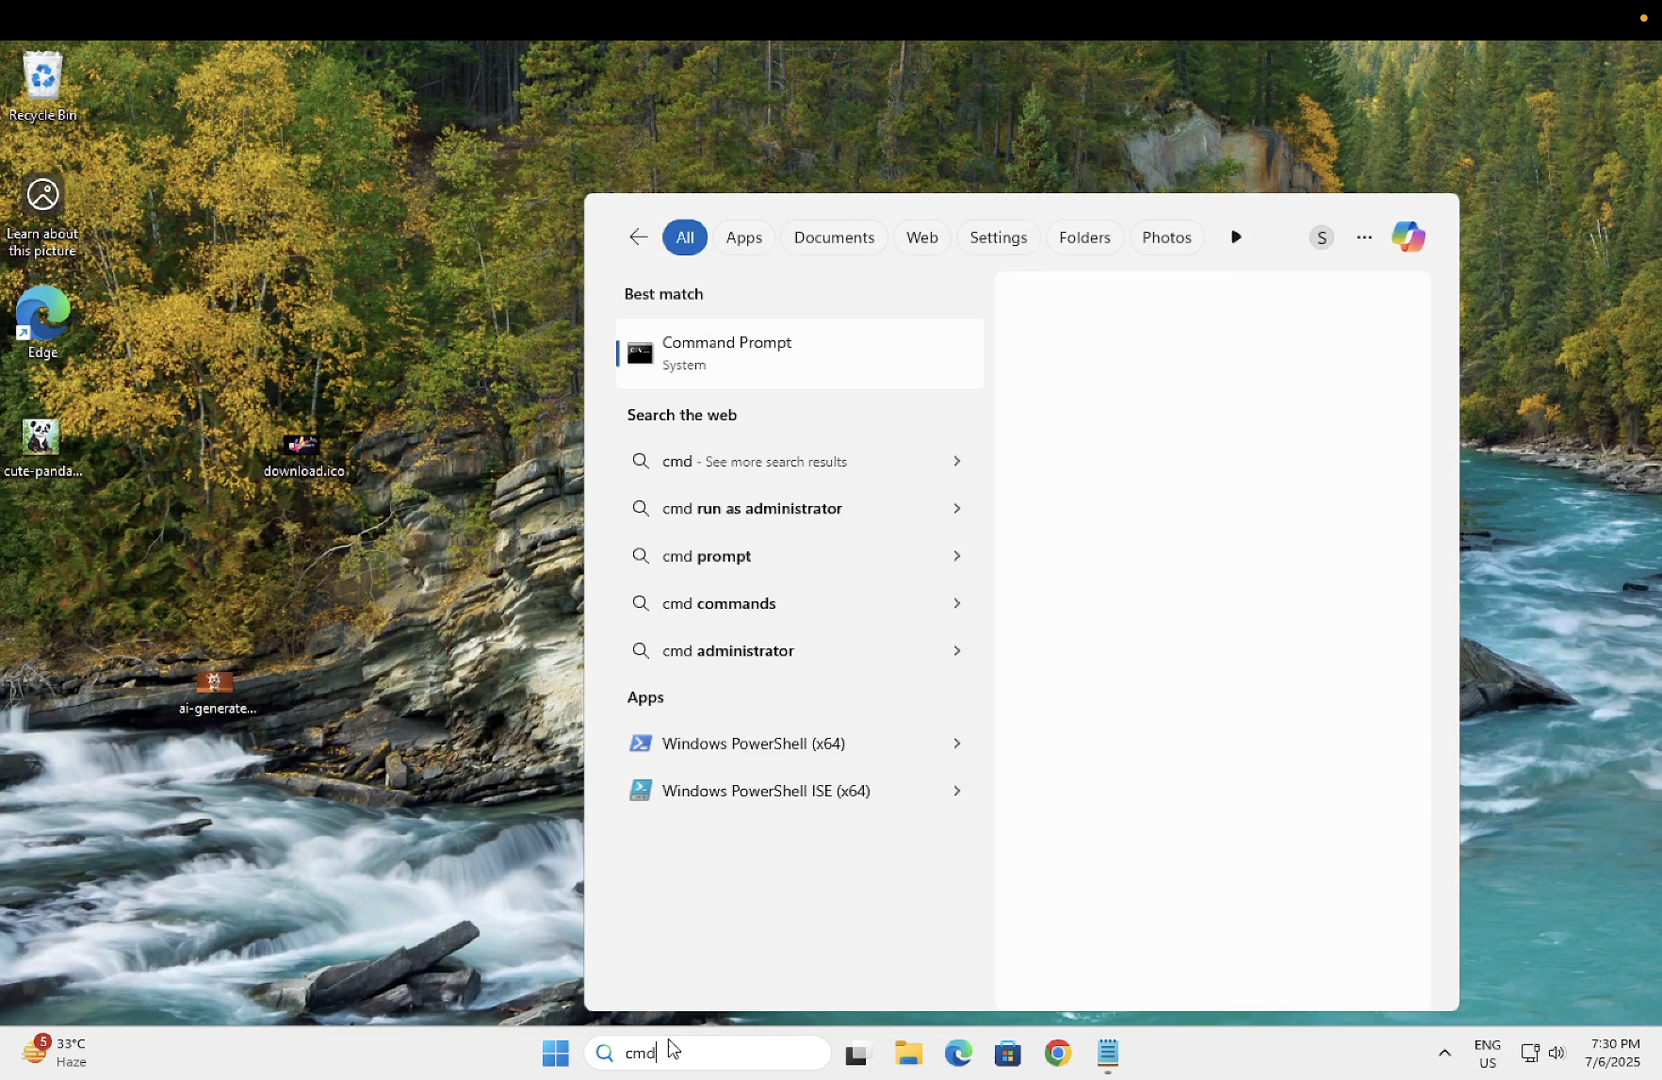 Recycle Bin
Learn about
this picture
Edge
cute-panda...
download.ico
ai-generate...
All
Apps
Documents
Web
Settings
Folders
Photos
S
...
Best match
Command Prompt
System
Search the web
cmd - See more search results
cmd run as administrator
cmd prompt
cmd commands
cmd administrator
Apps
Windows PowerShell (x64)
Windows PowerShell ISE (x64)
5
33°C
Haze
cmd
ENG
US
7:30 PM
7/6/2025